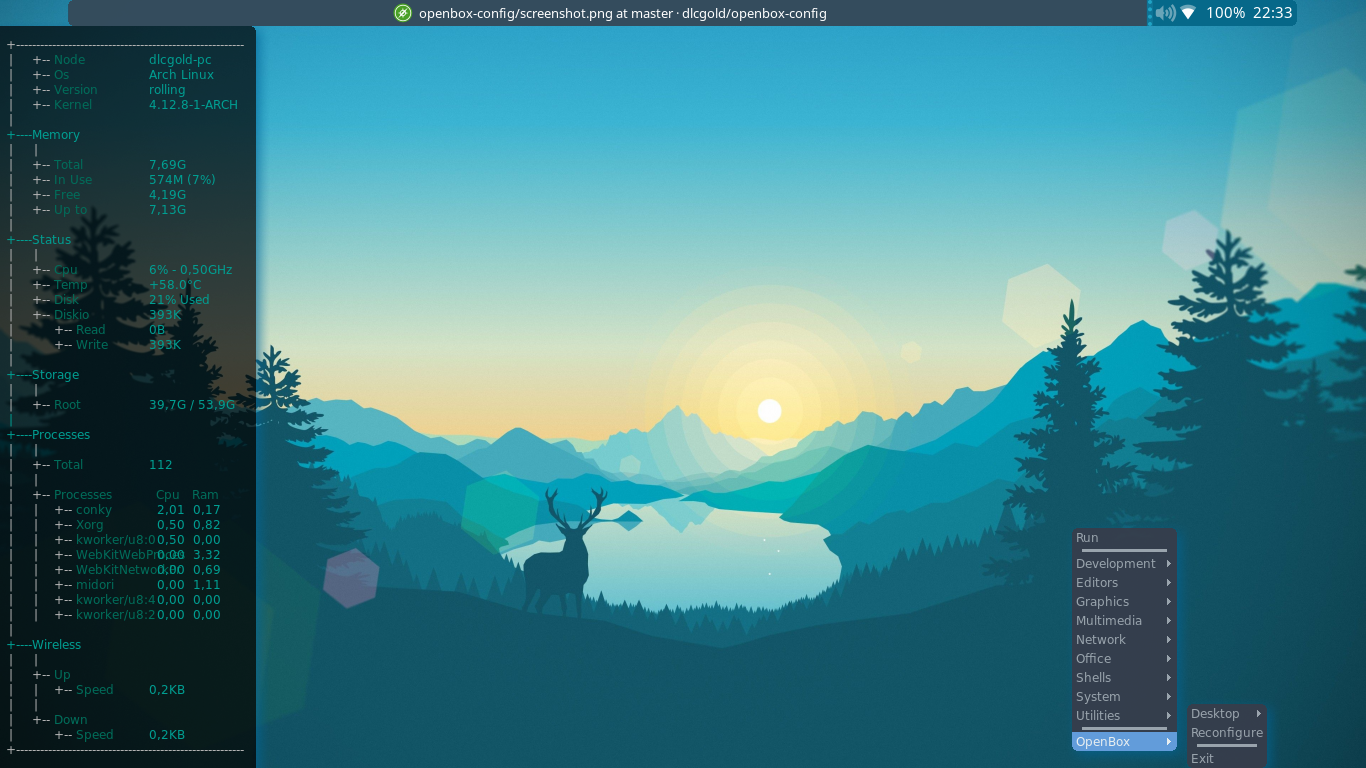 openbox-config/screenshot.png at master · dlcgold/openbox-config
100% 22:33
+-- Node dlcgold-pc
+-- Os Arch Linux
+-- Version rolling
+-- Kernel 4.12.8-1-ARCH
+----Memory
+-- Total 7,69G
+-- In Use 574M (7%)
+-- Free 4,19G
+-- Up to 7,13G
+----Status
+-- Cpu 6% - 0,50GHz
+-- Temp +58.0°C
+-- Disk 21% Used
+-- Diskio 393K
+-- Read 0B
+-- Write 393K
+----Storage
+-- Root 39,7G / 53,9G
+----Processes
+-- Total 112
+-- Processes Cpu Ram
+-- conky 2,01 0,17
+-- Xorg 0,50 0,82
+-- kworker/u8:0 0,50 0,00
+-- 0,00 3,32
+-- 0,00 0,69
+-- midori 0,00 1,11
+-- kworker/u8:4 0,00 0,00
+-- kworker/u8:2 0,00 0,00
+----Wireless
+-- Up
+-- Speed 0,2KB
+-- Down
+-- Speed 0,2KB
Run
Development
Editors
Graphics
Multimedia
Network
Office
Shells
System
Utilities
OpenBox
Desktop
Reconfigure
Exit